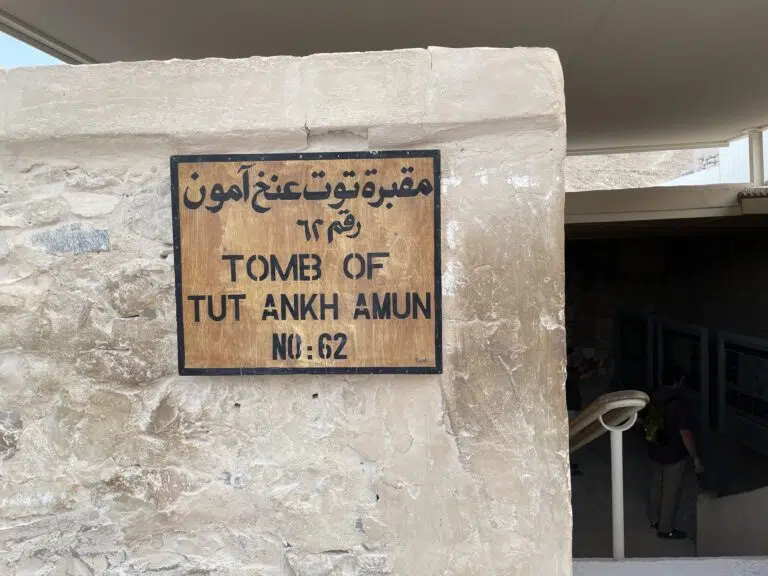 مقبرة توت عنخ آمون
رقم ٦٢
TOMB OF
TUT ANKH AMUN
NO:62